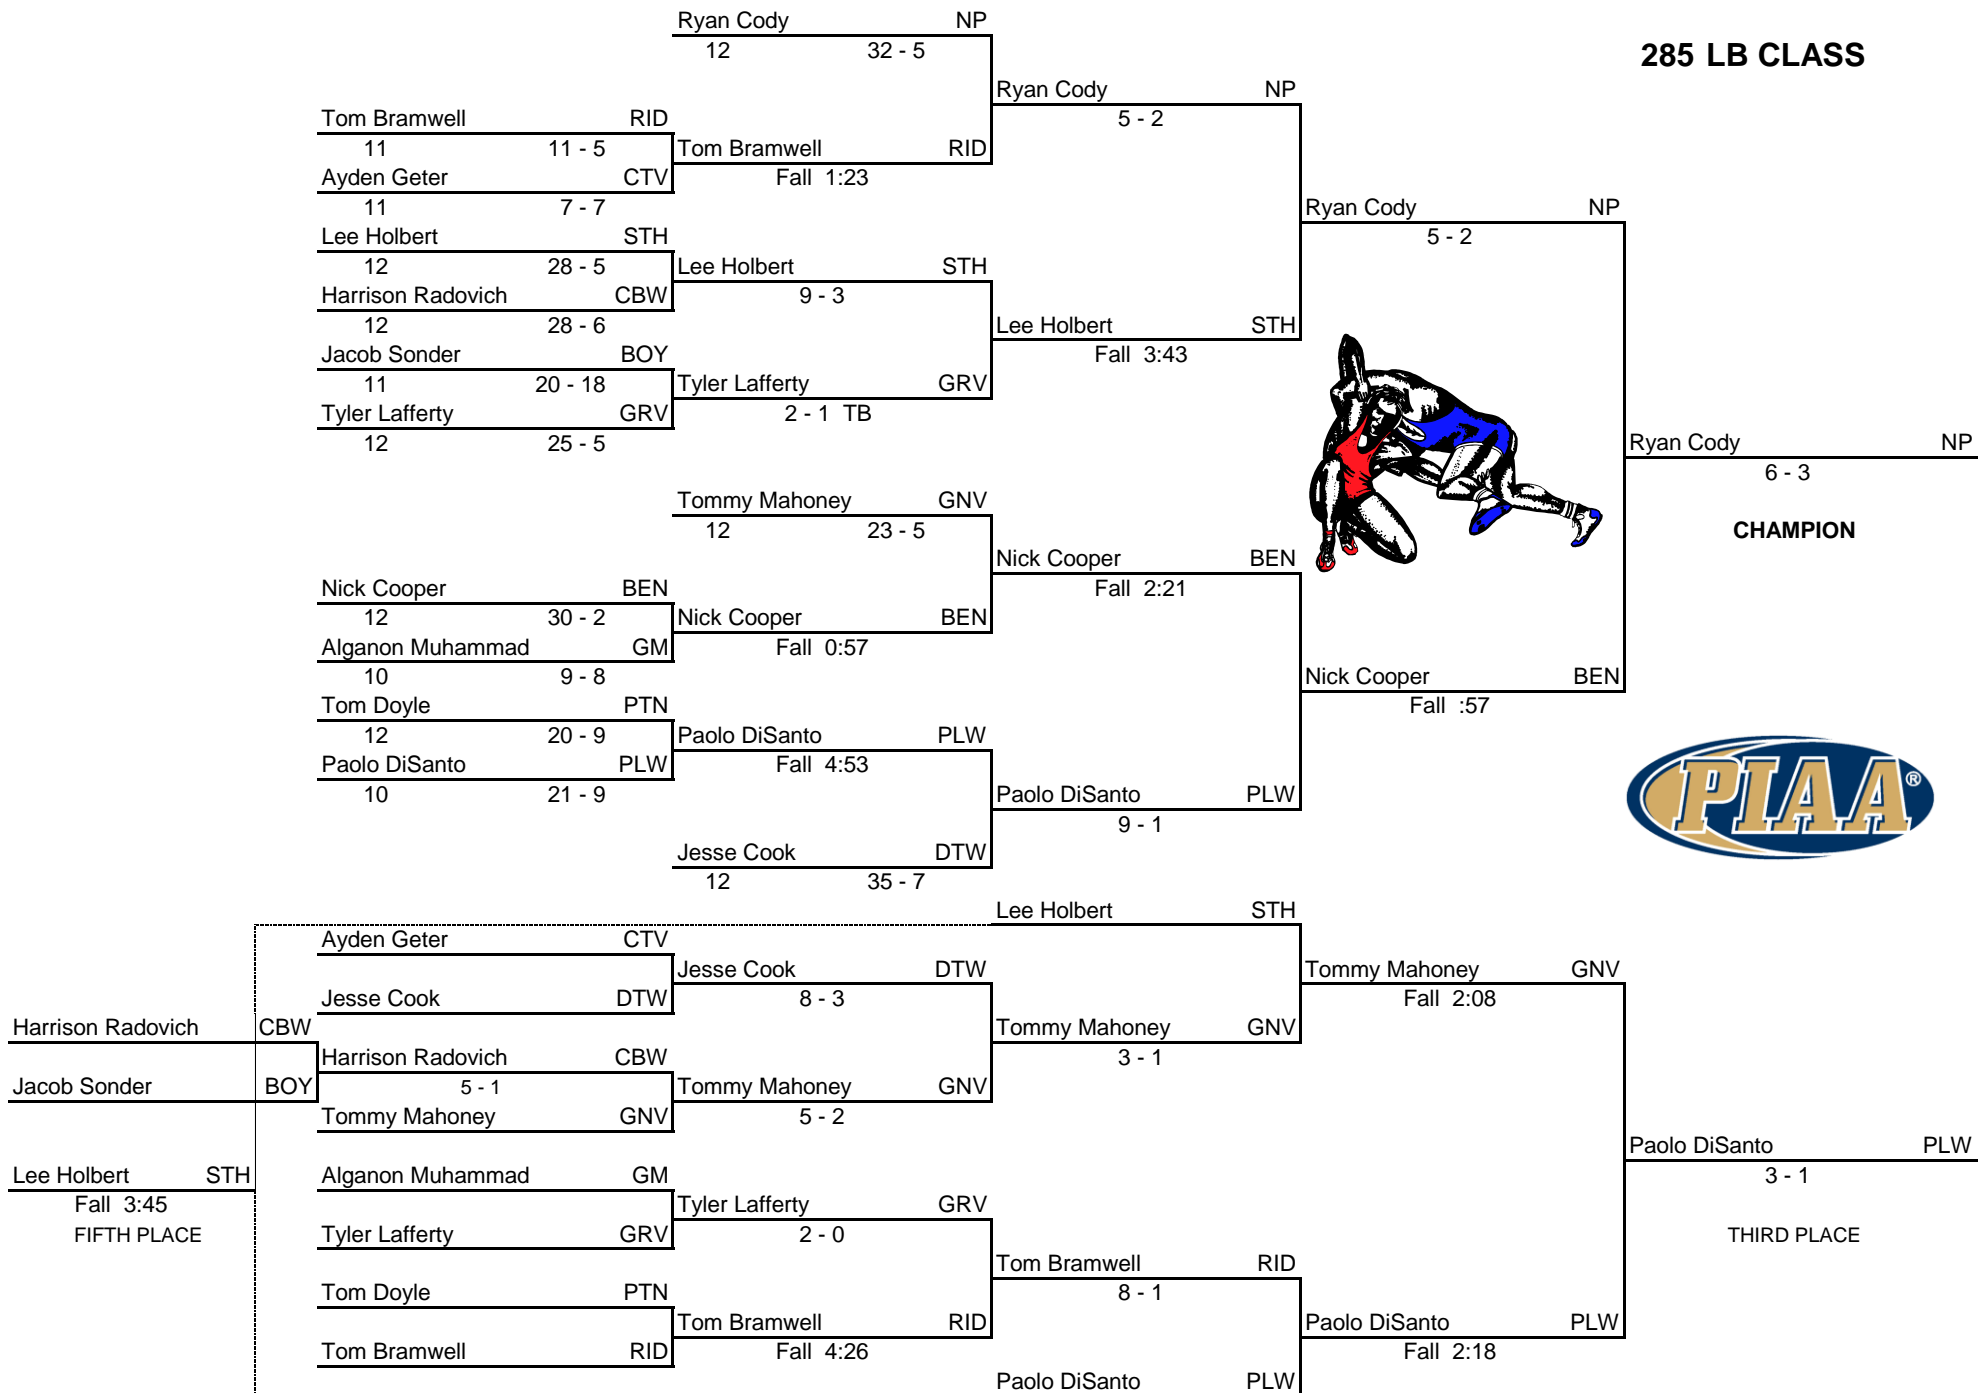 Ryan Cody NP
12 32 - 5
285 LB CLASS
Ryan Cody NP
5 - 2
Tom Bramwell RID
11 11 - 5
Tom Bramwell RID
Fall 1:23
Ayden Geter CTV
11 7 - 7
Ryan Cody NP
5 - 2
Lee Holbert STH
12 28 - 5
Lee Holbert STH
9 - 3
Harrison Radovich CBW
12 28 - 6
Lee Holbert STH
Fall 3:43
Jacob Sonder BOY
11 20 - 18
Tyler Lafferty GRV
2 - 1 TB
Tyler Lafferty GRV
12 25 - 5
Ryan Cody NP
6 - 3
CHAMPION
Tommy Mahoney GNV
12 23 - 5
Nick Cooper BEN
Fall 2:21
Nick Cooper BEN
12 30 - 2
Nick Cooper BEN
Fall 0:57
Alganon Muhammad GM
10 9 - 8
Nick Cooper BEN
Fall :57
Tom Doyle PTN
12 20 - 9
Paolo DiSanto PLW
Fall 4:53
Paolo DiSanto PLW
10 21 - 9
Paolo DiSanto PLW
9 - 1
PIAA®
Jesse Cook DTW
12 35 - 7
Lee Holbert STH
Ayden Geter CTV
Jesse Cook DTW
8 - 3
Tommy Mahoney GNV
Fall 2:08
Jesse Cook DTW
Harrison Radovich CBW
Tommy Mahoney GNV
3 - 1
Harrison Radovich CBW
5 - 1
Jacob Sonder BOY
Tommy Mahoney GNV
5 - 2
Tommy Mahoney GNV
Paolo DiSanto PLW
3 - 1
THIRD PLACE
Lee Holbert STH
Fall 3:45
FIFTH PLACE
Alganon Muhammad GM
Tyler Lafferty GRV
2 - 0
Tyler Lafferty GRV
Tom Bramwell RID
8 - 1
Tom Doyle PTN
Tom Bramwell RID
Fall 4:26
Paolo DiSanto PLW
Fall 2:18
Tom Bramwell RID
Paolo DiSanto PLW